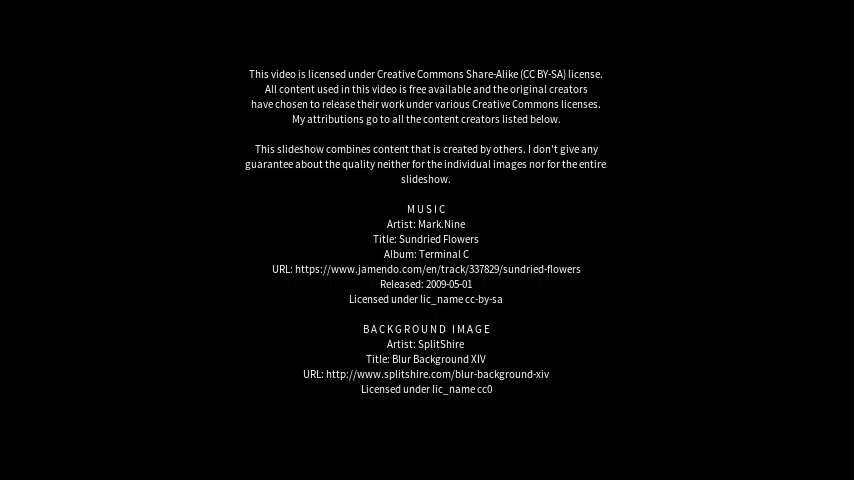 This video is licensed under Creative Commons Share-Alike (CC BY-SA) license.
All content used in this video is free available and the original creators
have chosen to release their work under various Creative Commons licenses.
My attributions go to all the content creators listed below.
This slideshow combines content that is created by others. I don't give any
guarantee about the quality neither for the individual images nor for the entire
slideshow.
MUSIC
Artist: Mark.Nine
Title: Sundried Flowers
Album: Terminal C
URL: https://www.jamendo.com/en/track/337829/sundried-flowers
Released: 2009-05-01
Licensed under lic_name cc-by-sa
BACKGROUND IMAGE
Artist: SplitShire
Title: Blur Background XIV
URL: http://www.splitshire.com/blur-background-xiv
Licensed under lic_name cc0